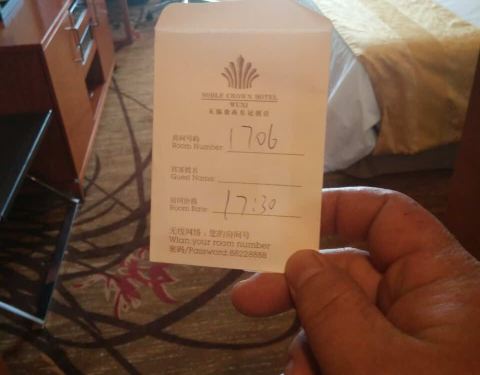 NOBLE CROWN HOTEL
WUXI
房间号码
Room Number: 1706
宾客姓名
Guest Name:
房间价格
Room Rate: 17:30
无线网络:您的房间号
Wlan:your room number
密码/Password:88228888